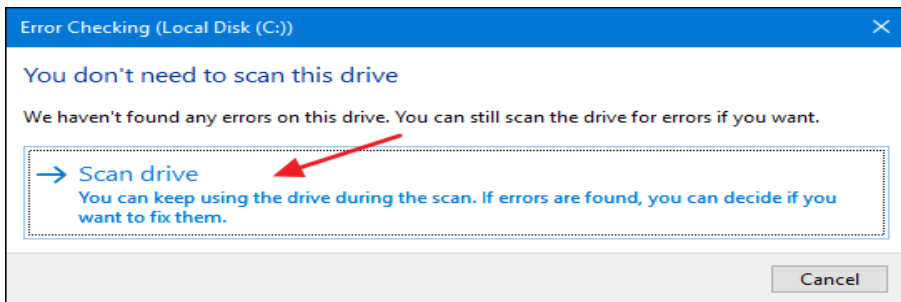 Error Checking (Local Disk (C:))
You don't need to scan this drive
We haven't found any errors on this drive. You can still scan the drive for errors if you want.
Scan drive
You can keep using the drive during the scan. If errors are found, you can decide if you
want to fix them.
Cancel